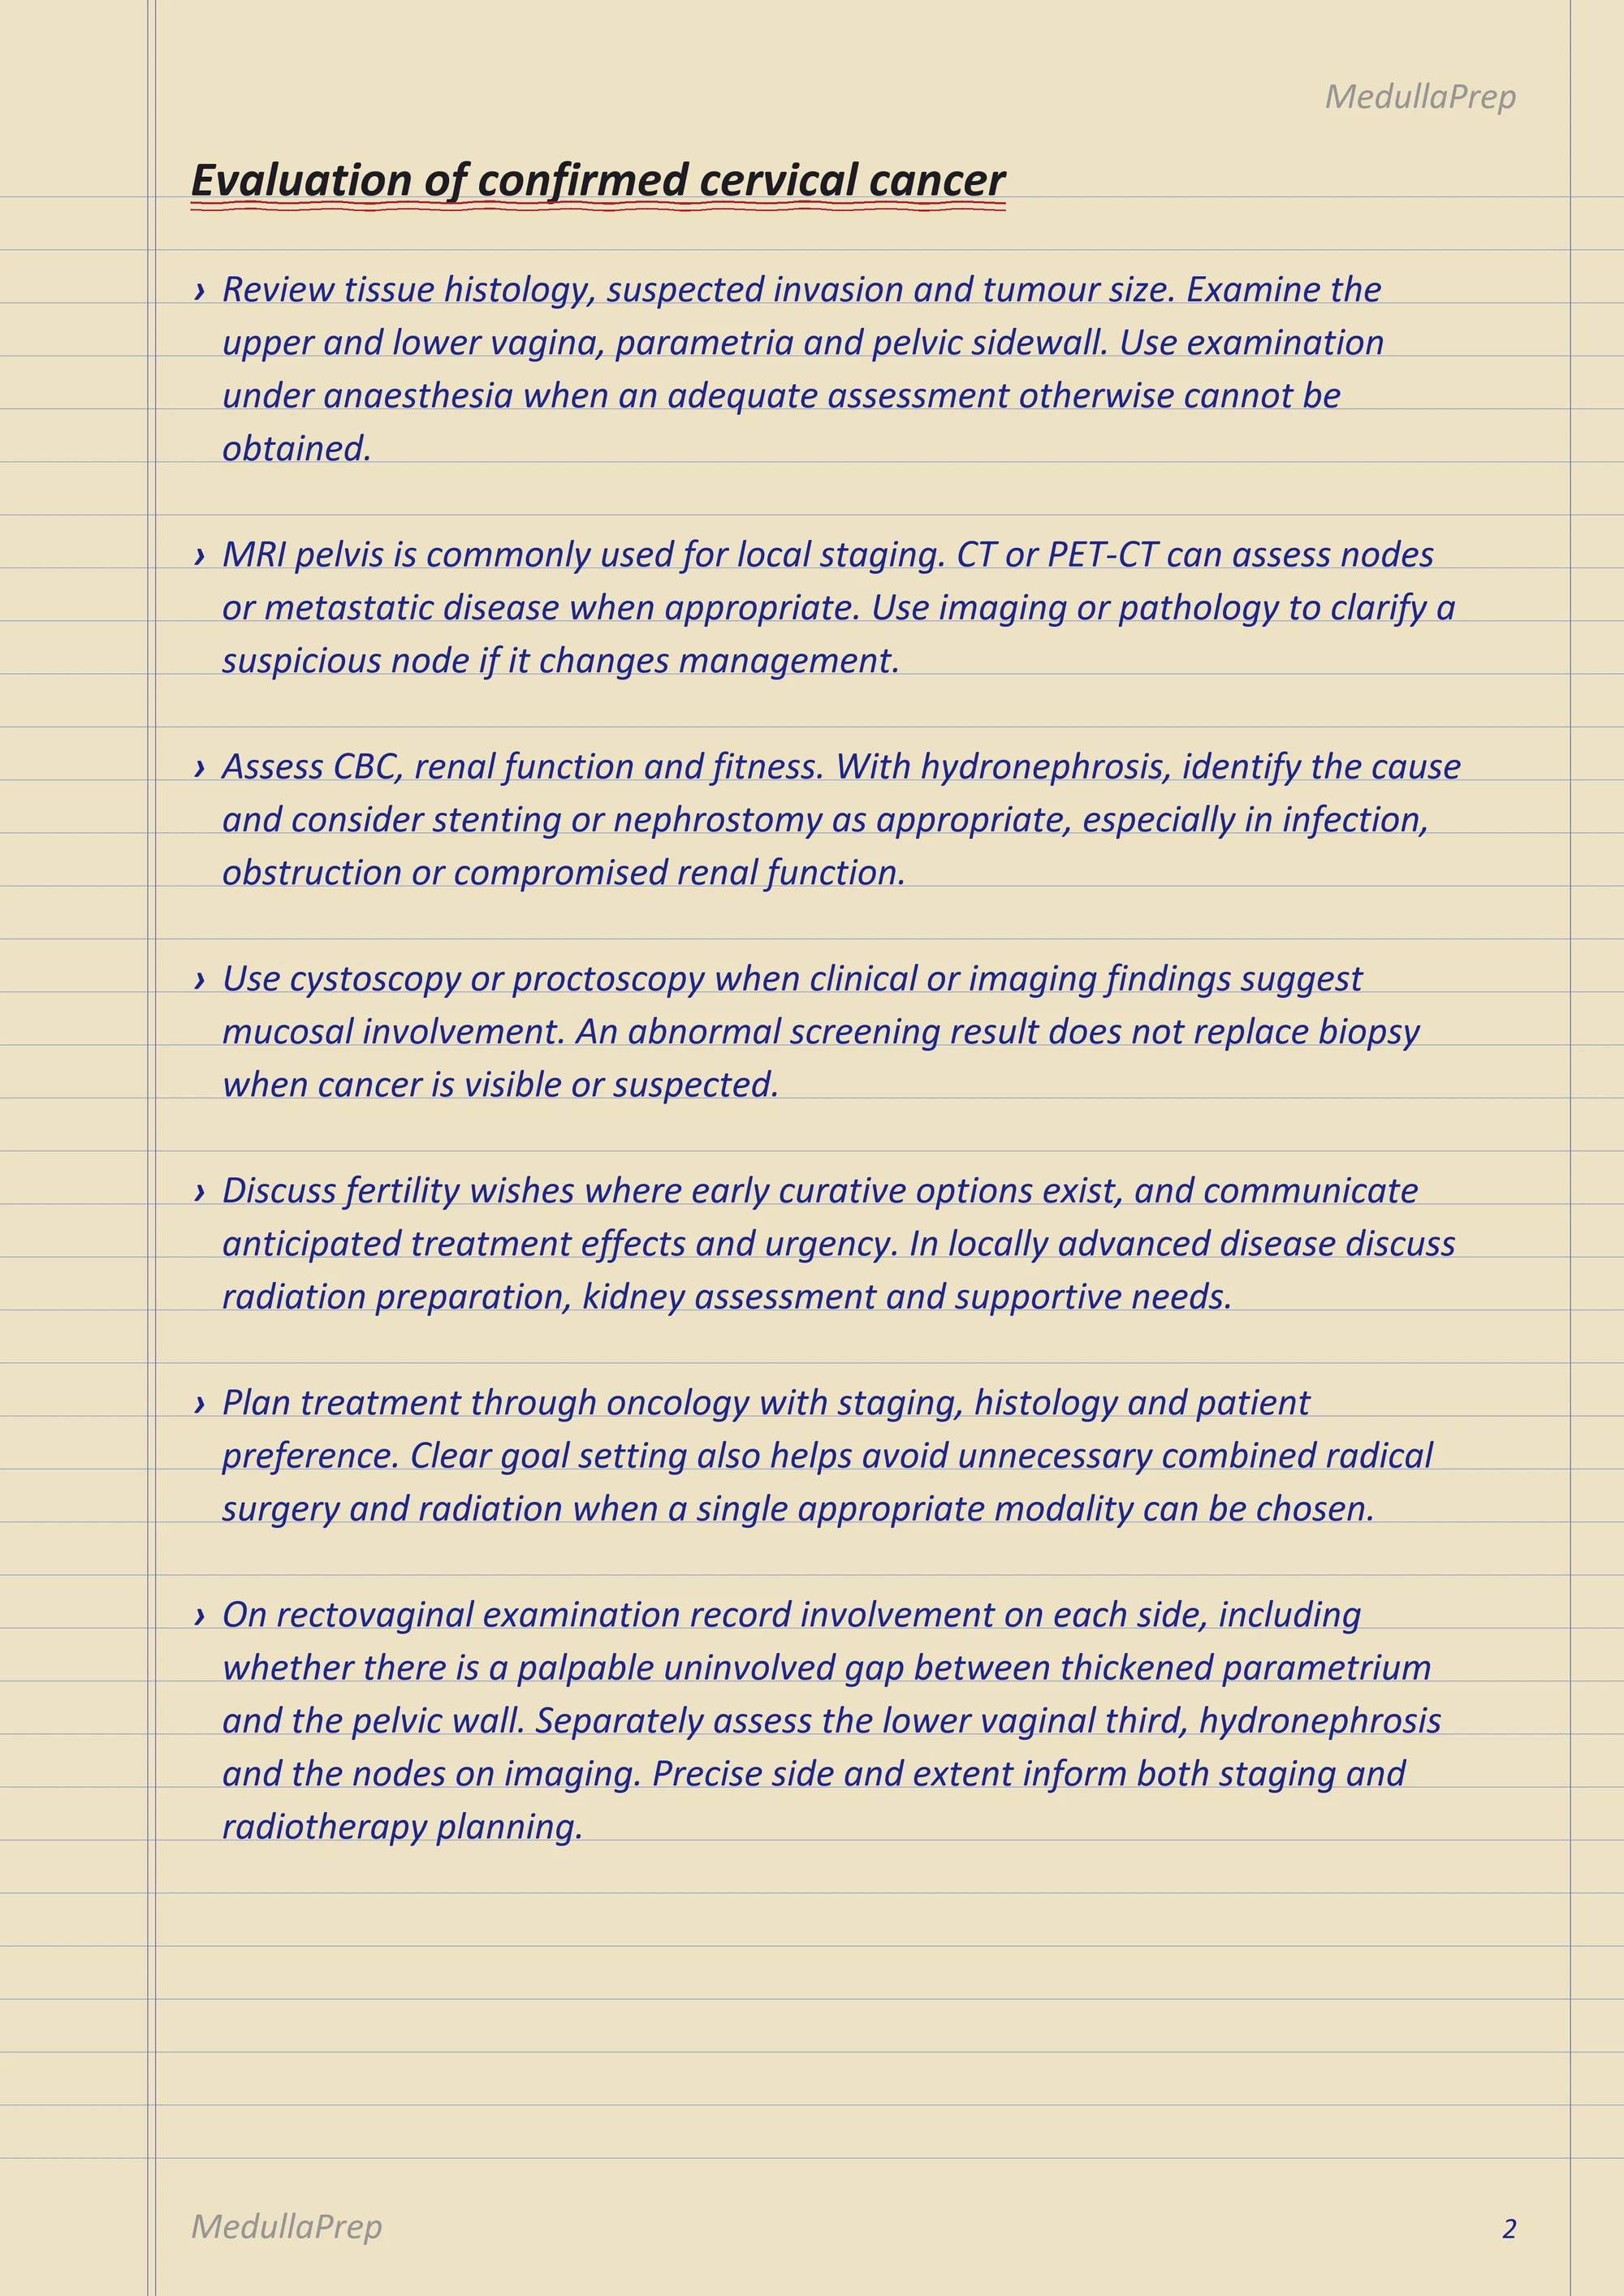 MedullaPrep
Evaluation of confirmed cervical cancer
› Review tissue histology, suspected invasion and tumour size. Examine the
upper and lower vagina, parametria and pelvic sidewall. Use examination
under anaesthesia when an adequate assessment otherwise cannot be
obtained.
› MRI pelvis is commonly used for local staging. CT or PET-CT can assess nodes
or metastatic disease when appropriate. Use imaging or pathology to clarify a
suspicious node if it changes management.
› Assess CBC, renal function and fitness. With hydronephrosis, identify the cause
and consider stenting or nephrostomy as appropriate, especially in infection,
obstruction or compromised renal function.
› Use cystoscopy or proctoscopy when clinical or imaging findings suggest
mucosal involvement. An abnormal screening result does not replace biopsy
when cancer is visible or suspected.
› Discuss fertility wishes where early curative options exist, and communicate
anticipated treatment effects and urgency. In locally advanced disease discuss
radiation preparation, kidney assessment and supportive needs.
› Plan treatment through oncology with staging, histology and patient
preference. Clear goal setting also helps avoid unnecessary combined radical
surgery and radiation when a single appropriate modality can be chosen.
› On rectovaginal examination record involvement on each side, including
whether there is a palpable uninvolved gap between thickened parametrium
and the pelvic wall. Separately assess the lower vaginal third, hydronephrosis
and the nodes on imaging. Precise side and extent inform both staging and
radiotherapy planning.
MedullaPrep
2